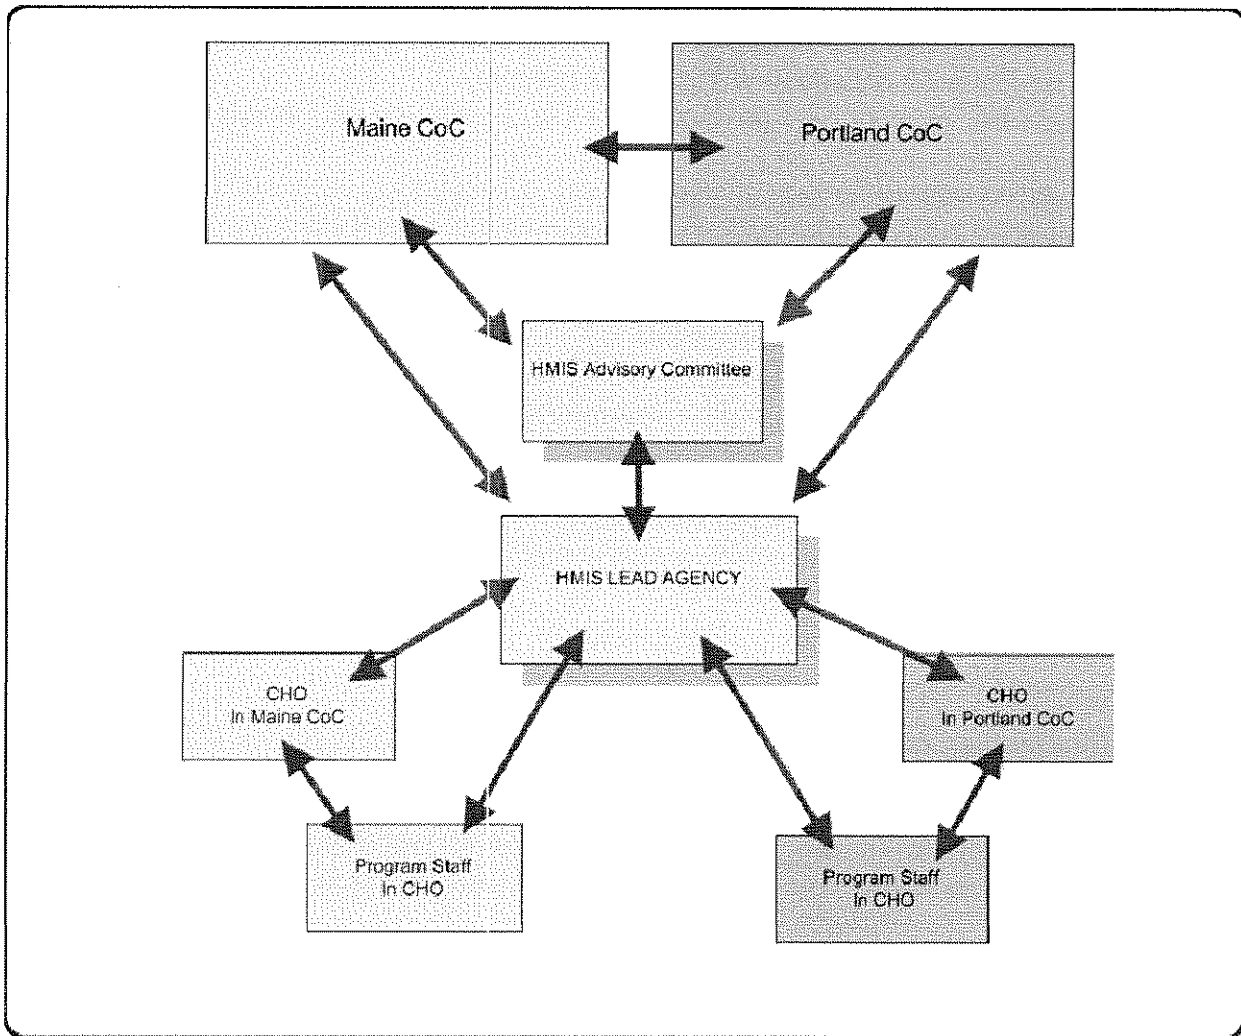 Maine CoC
Portland CoC
HMIS Advisory Committee
HMIS LEAD AGENCY
CHO
In Maine CoC
CHO
In Portland CoC
Program Staff
In CHO
Program Staff
In CHO